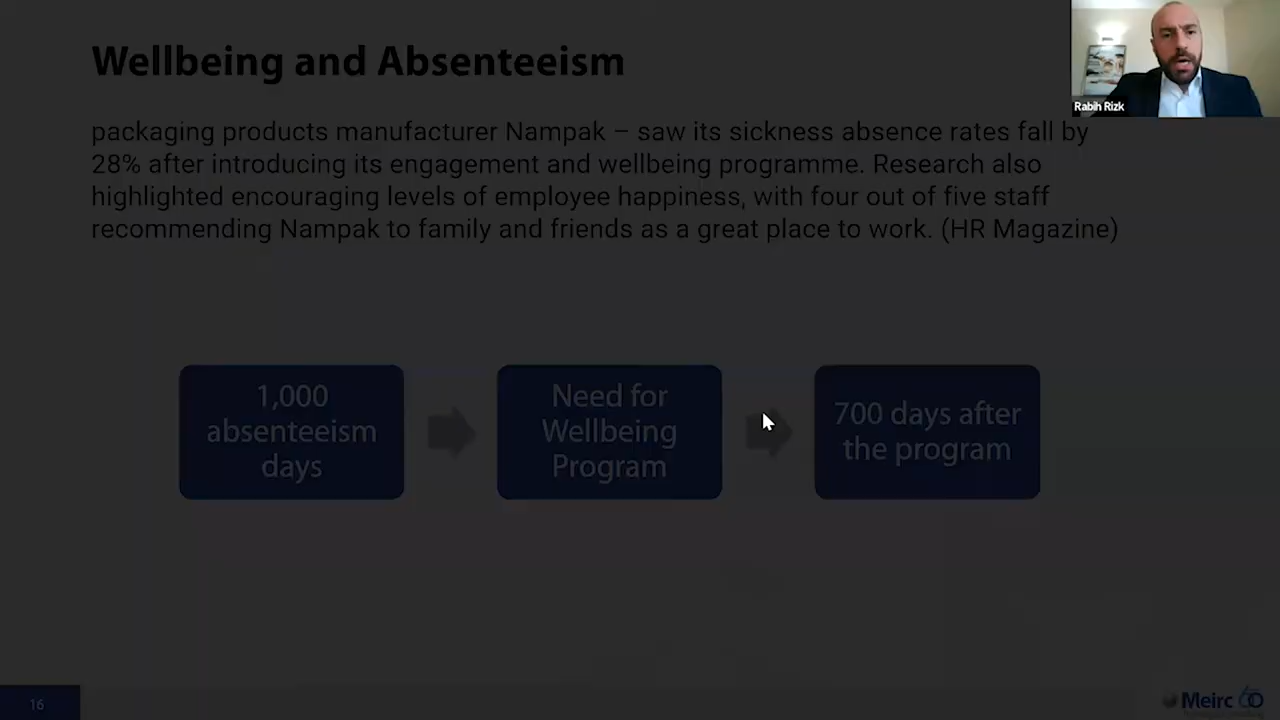 Wellbeing and Absenteeism
Rabih Rizk
packaging products manufacturer Nampak – saw its sickness absence rates fall by
28% after introducing its engagement and wellbeing programme. Research also
highlighted encouraging levels of employee happiness, with four out of five staff
recommending Nampak to family and friends as a great place to work. (HR Magazine)
1,000
absenteeism
days
Need for
Wellbeing
Program
700 days after
the program
16
Meirc 60